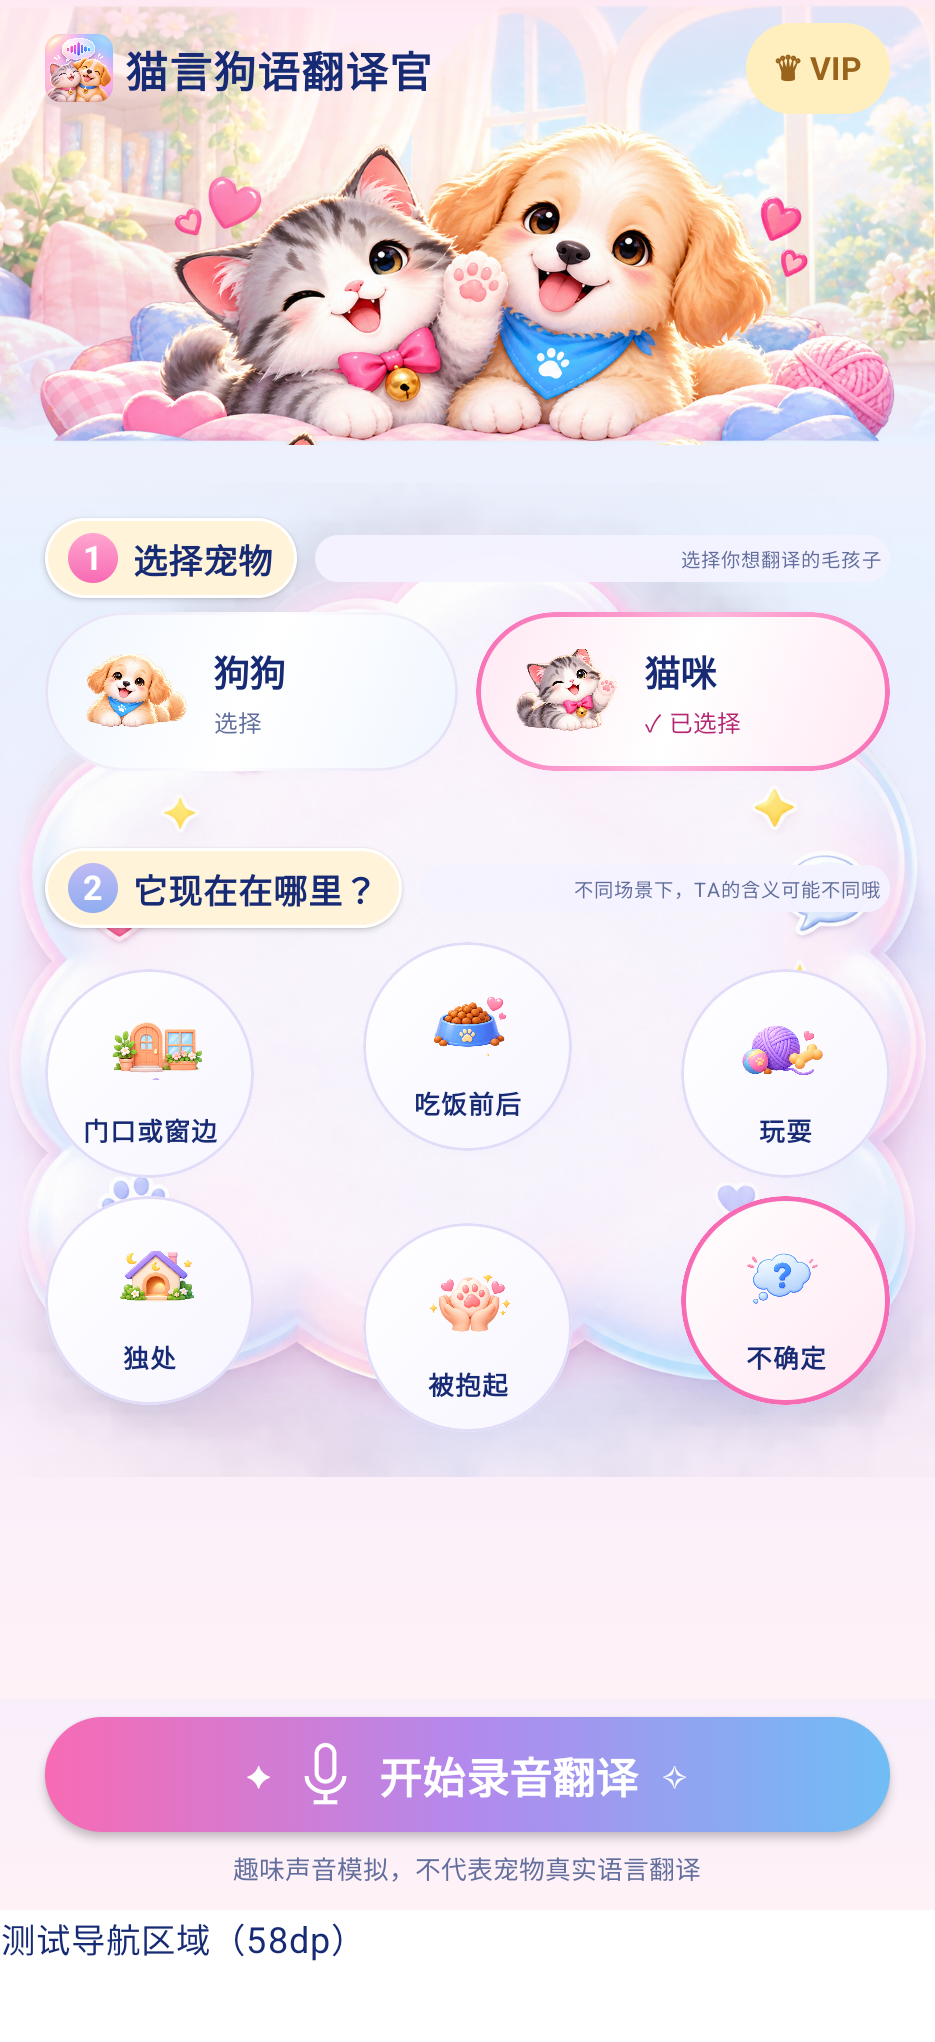 猫言狗语翻译官
VIP
1 选择宠物
选择你想翻译的毛孩子
狗狗
选择
猫咪
✓ 已选择
2 它现在在哪里？
不同场景下，TA的含义可能不同哦
门口或窗边
吃饭前后
玩耍
独处
被抱起
?
不确定
开始录音翻译
趣味声音模拟，不代表宠物真实语言翻译
测试导航区域（58dp）